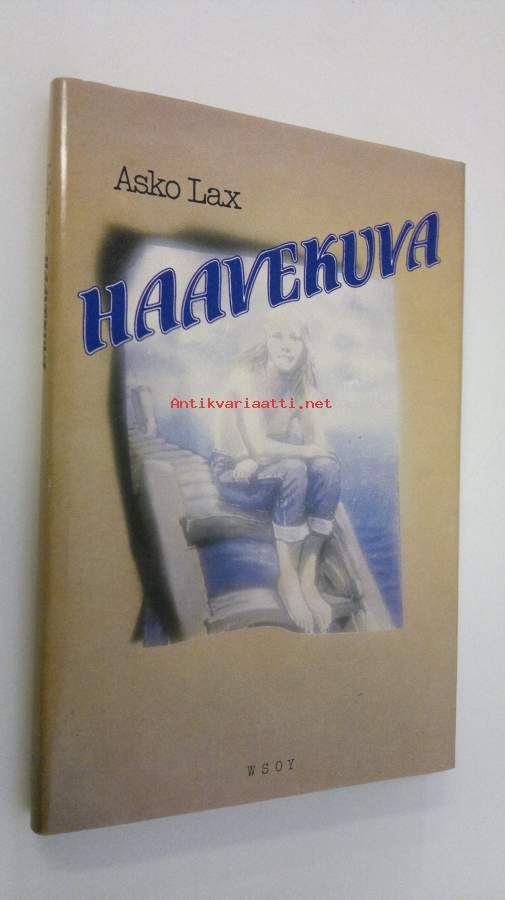 Asko Lax
HAAVEKUVA
Antikvariaatti.net
WSOY